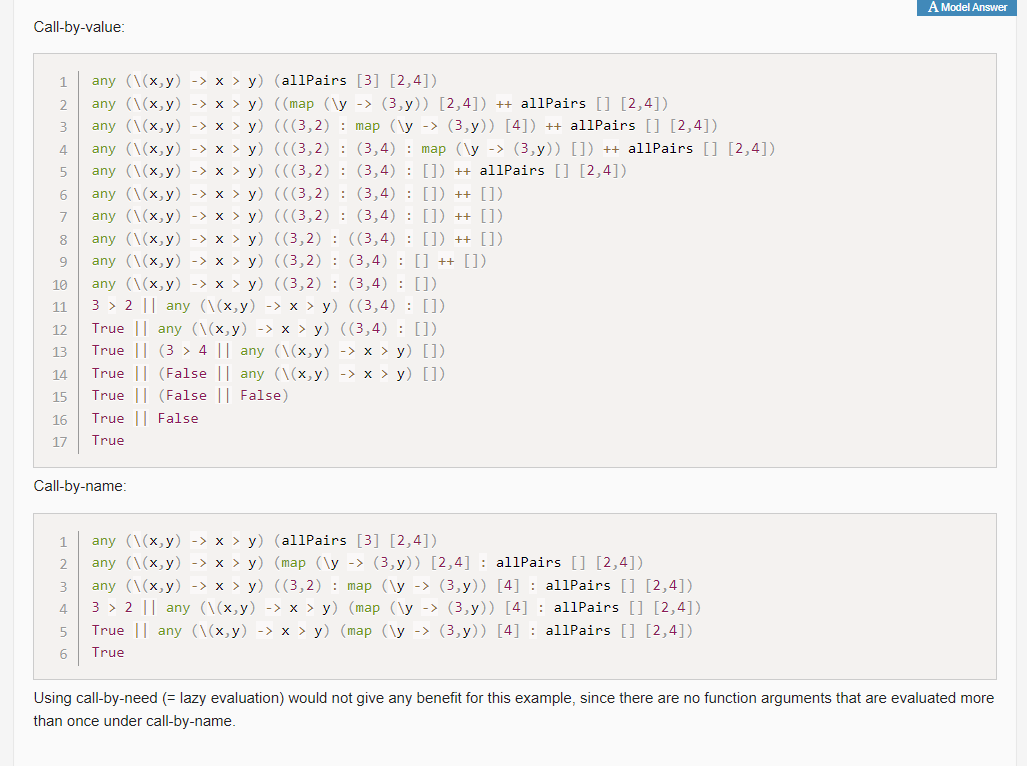 A Model Answer
Call-by-value:
1 any (\(x,y) -> x > y) (allPairs [3] [2,4])
2 any (\(x,y) -> x > y) ((map (\y -> (3,y)) [2,4]) ++ allPairs [] [2,4])
3 any (\(x,y) -> x > y) (((3,2) : map (\y -> (3,y)) [4]) ++ allPairs [] [2,4])
4 any (\(x,y) -> x > y) (((3,2) : (3,4) : map (\y -> (3,y)) []) ++ allPairs [] [2,4])
5 any (\(x,y) -> x > y) (((3,2) : (3,4) : []) ++ allPairs [] [2,4])
6 any (\(x,y) -> x > y) (((3,2) : (3,4) : []) ++ [])
7 any (\(x,y) -> x > y) (((3,2) : (3,4) : []) ++ [])
8 any (\(x,y) -> x > y) ((3,2) : ((3,4) : []) ++ [])
9 any (\(x,y) -> x > y) ((3,2) : (3,4) : [] ++ [])
10 any (\(x,y) -> x > y) ((3,2) : (3,4) : [])
11 3 > 2 || any (\(x,y) -> x > y) ((3,4) : [])
12 True || any (\(x,y) -> x > y) ((3,4) : [])
13 True || (3 > 4 || any (\(x,y) -> x > y) [])
14 True || (False || any (\(x,y) -> x > y) [])
15 True || (False || False)
16 True || False
17 True
Call-by-name:
1 any (\(x,y) -> x > y) (allPairs [3] [2,4])
2 any (\(x,y) -> x > y) (map (\y -> (3,y)) [2,4] : allPairs [] [2,4])
3 any (\(x,y) -> x > y) ((3,2) : map (\y -> (3,y)) [4] : allPairs [] [2,4])
4 3 > 2 || any (\(x,y) -> x > y) (map (\y -> (3,y)) [4] : allPairs [] [2,4])
5 True || any (\(x,y) -> x > y) (map (\y -> (3,y)) [4] : allPairs [] [2,4])
6 True
Using call-by-need (= lazy evaluation) would not give any benefit for this example, since there are no function arguments that are evaluated more
than once under call-by-name.